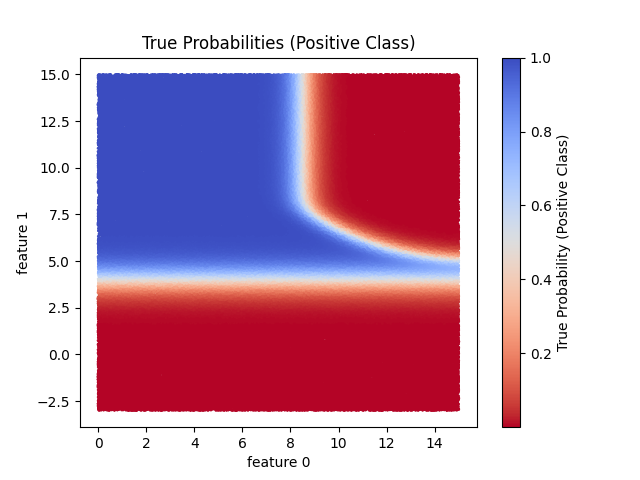 True Probabilities (Positive Class)
15.0
12.5
10.0
7.5
5.0
2.5
0.0
−2.5
feature 1
0 2 4 6 8 10 12 14
feature 0
1.0
0.8
0.6
0.4
0.2
True Probability (Positive Class)